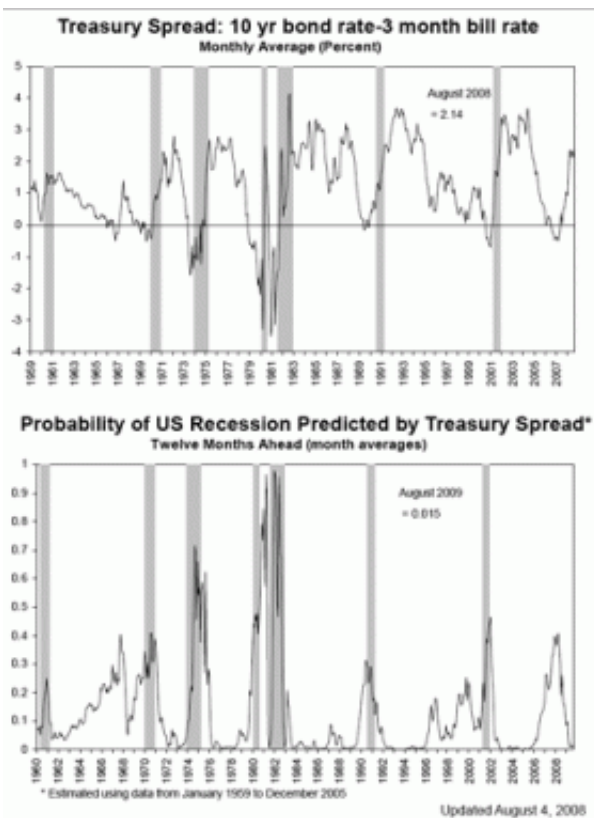 Treasury Spread: 10 yr bond rate-3 month bill rate
Monthly Average (Percent)
5
4
3
2
1
0
-1
-2
-3
-4
August 2008
= 2.14
1959 1961 1963 1965 1967 1969 1971 1973 1975 1977 1979 1981 1983 1985 1987 1989 1991 1993 1995 1997 1999 2001 2003 2005 2007
Probability of US Recession Predicted by Treasury Spread*
Twelve Months Ahead (month averages)
1
0.9
0.8
0.7
0.6
0.5
0.4
0.3
0.2
0.1
0
August 2009
= 0.015
1960 1962 1964 1966 1968 1970 1972 1974 1976 1978 1980 1982 1984 1986 1988 1990 1992 1994 1996 1998 2000 2002 2004 2006 2008
* Estimated using data from January 1959 to December 2005
Updated August 4, 2008